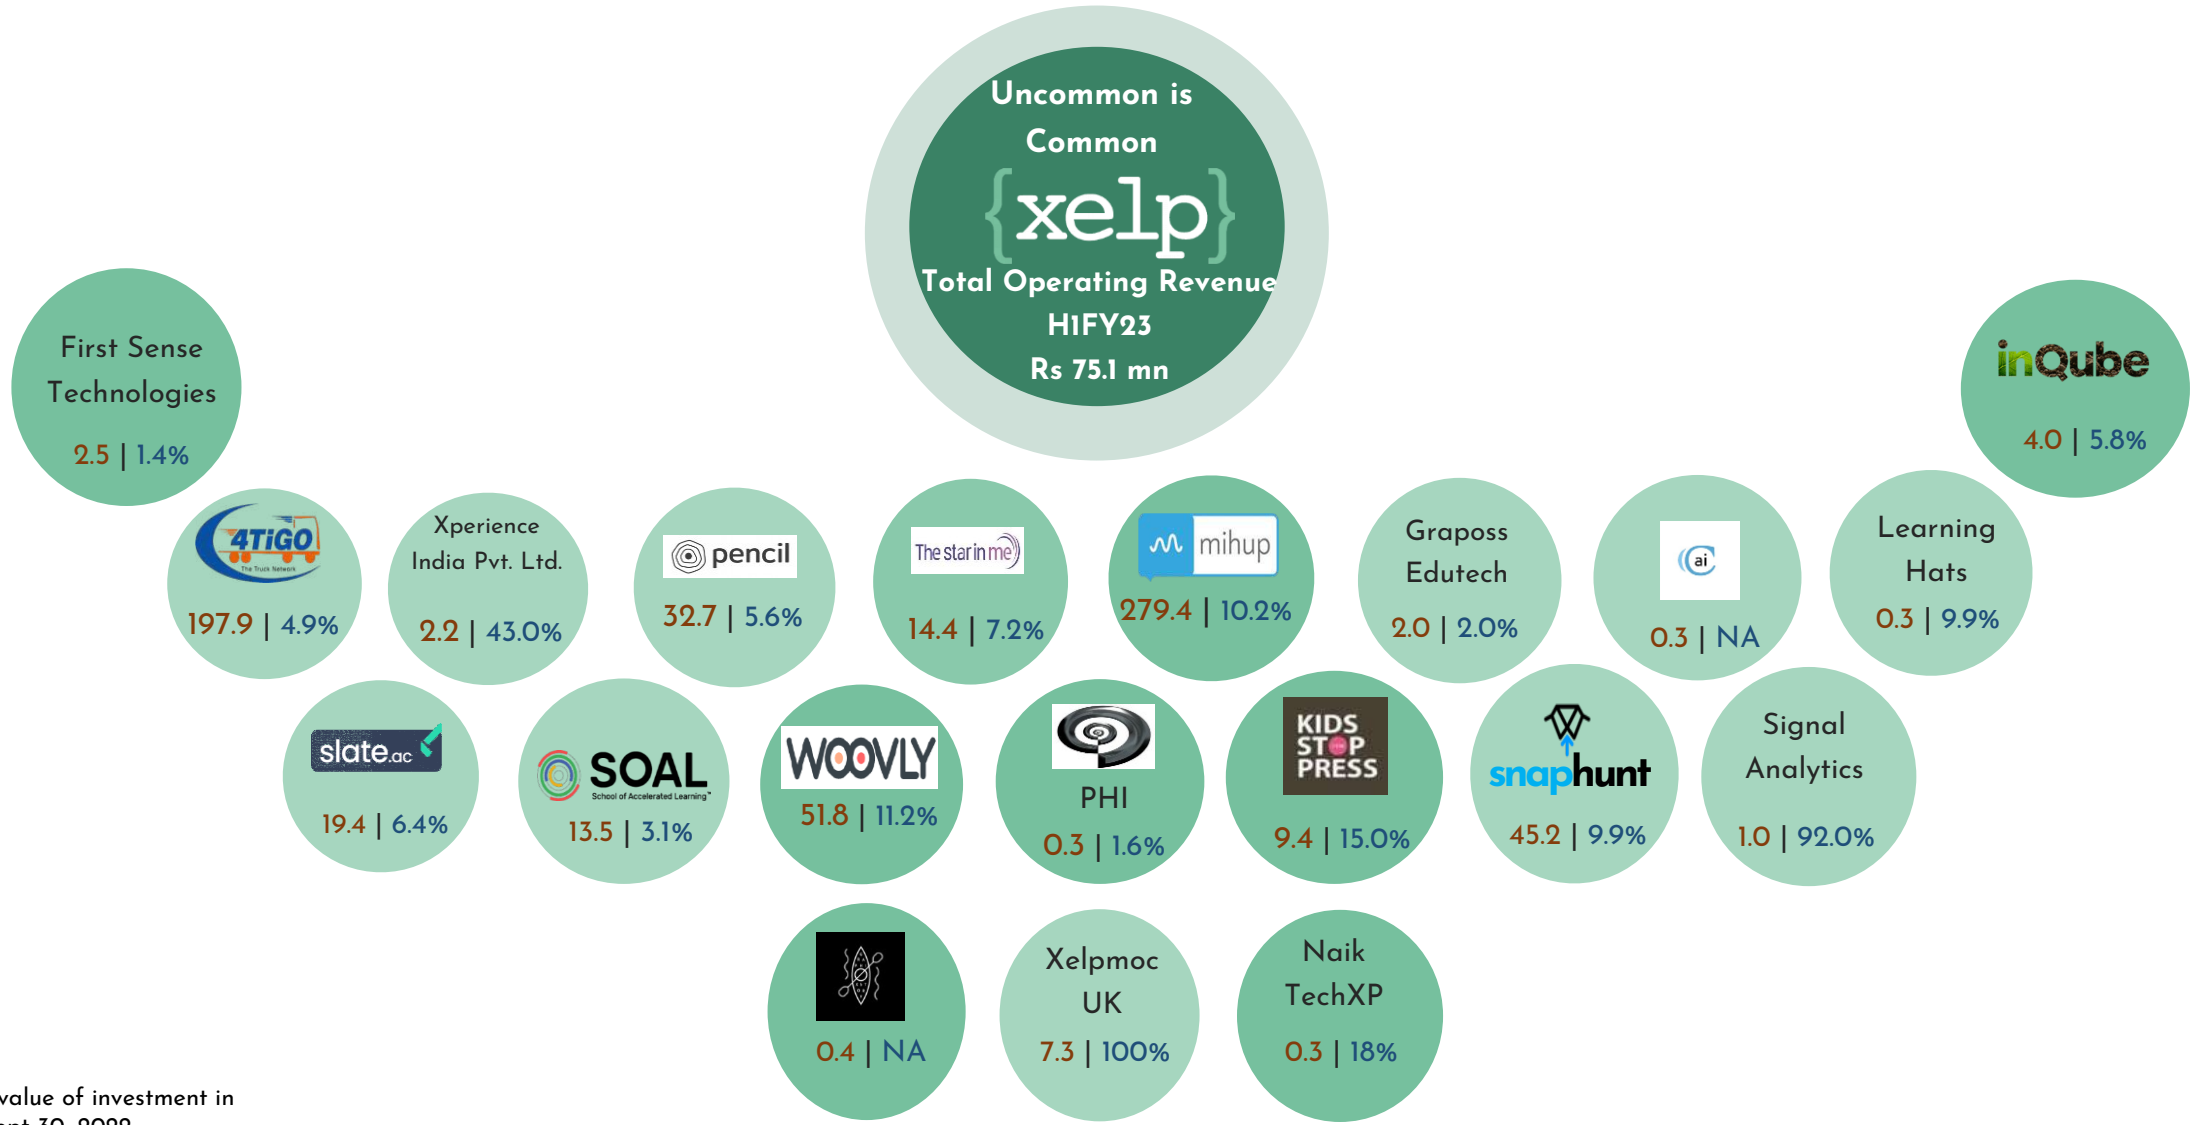 Uncommon is
Common
{xelp}
Total Operating Revenue
H1FY23
Rs 75.1 mn
First Sense
Technologies
2.5 | 1.4%
inQube
4.0 | 5.8%
4TiGO
The Truck Network
197.9 | 4.9%
Xperience
India Pvt. Ltd.
2.2 | 43.0%
pencil
32.7 | 5.6%
The star in me
14.4 | 7.2%
mihup
279.4 | 10.2%
Graposs
Edutech
2.0 | 2.0%
ai
0.3 | NA
Learning
Hats
0.3 | 9.9%
slate.ac
19.4 | 6.4%
SOAL
School of Accelerated Learning™
13.5 | 3.1%
WOOVLY
51.8 | 11.2%
PHI
0.3 | 1.6%
KIDS
STOP
PRESS
9.4 | 15.0%
snaphunt
45.2 | 9.9%
Signal
Analytics
1.0 | 92.0%
0.4 | NA
Xelpmoc
UK
7.3 | 100%
Naik
TechXP
0.3 | 18%
value of investment in
30, 2022